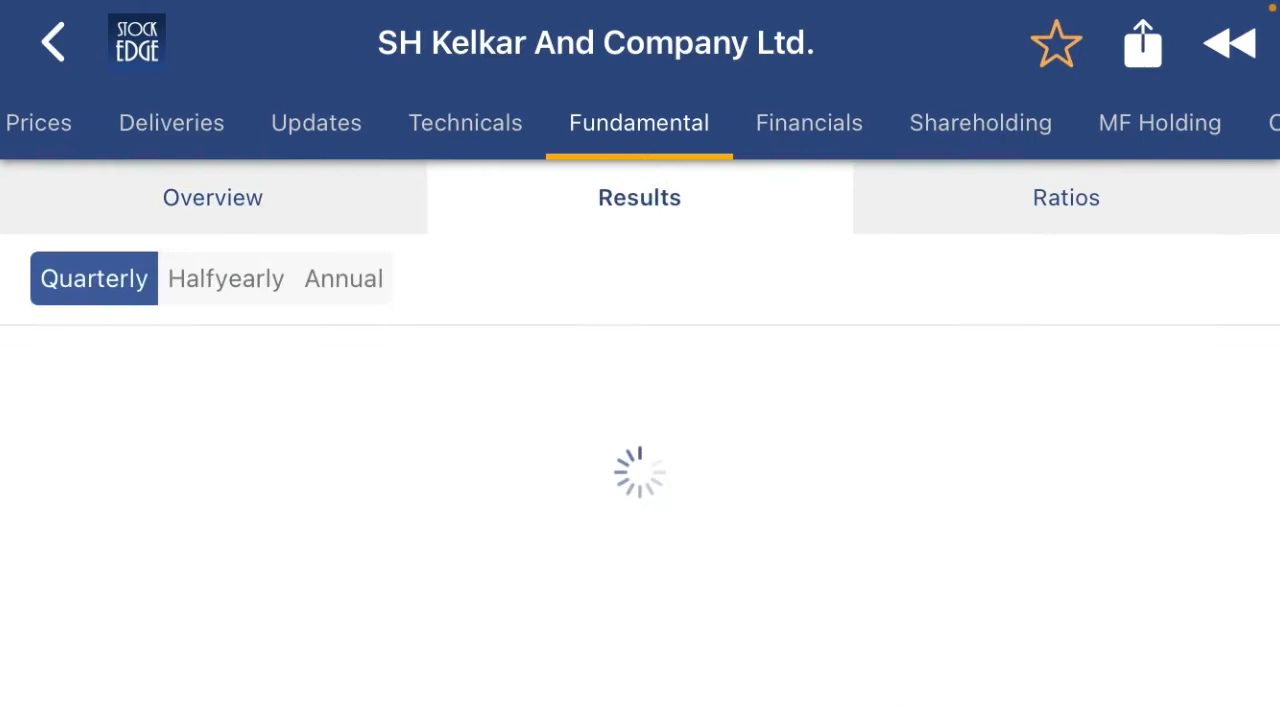 STOCK
EDGE
SH Kelkar And Company Ltd.
Prices Deliveries Updates Technicals Fundamental Financials Shareholding MF Holding
Overview Results Ratios
Quarterly Halfyearly Annual